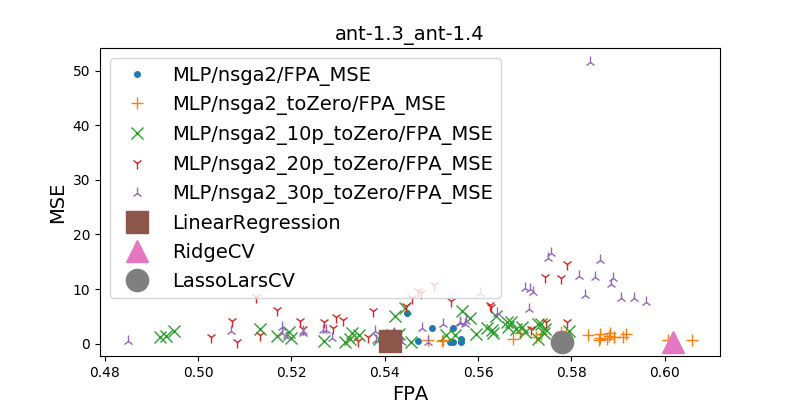 ant-1.3_ant-1.4
MSE
50
40
30
20
10
0
MLP/nsga2/FPA_MSE
MLP/nsga2_toZero/FPA_MSE
MLP/nsga2_10p_toZero/FPA_MSE
MLP/nsga2_20p_toZero/FPA_MSE
MLP/nsga2_30p_toZero/FPA_MSE
LinearRegression
RidgeCV
LassoLarsCV
0.48 0.50 0.52 0.54 0.56 0.58 0.60
FPA